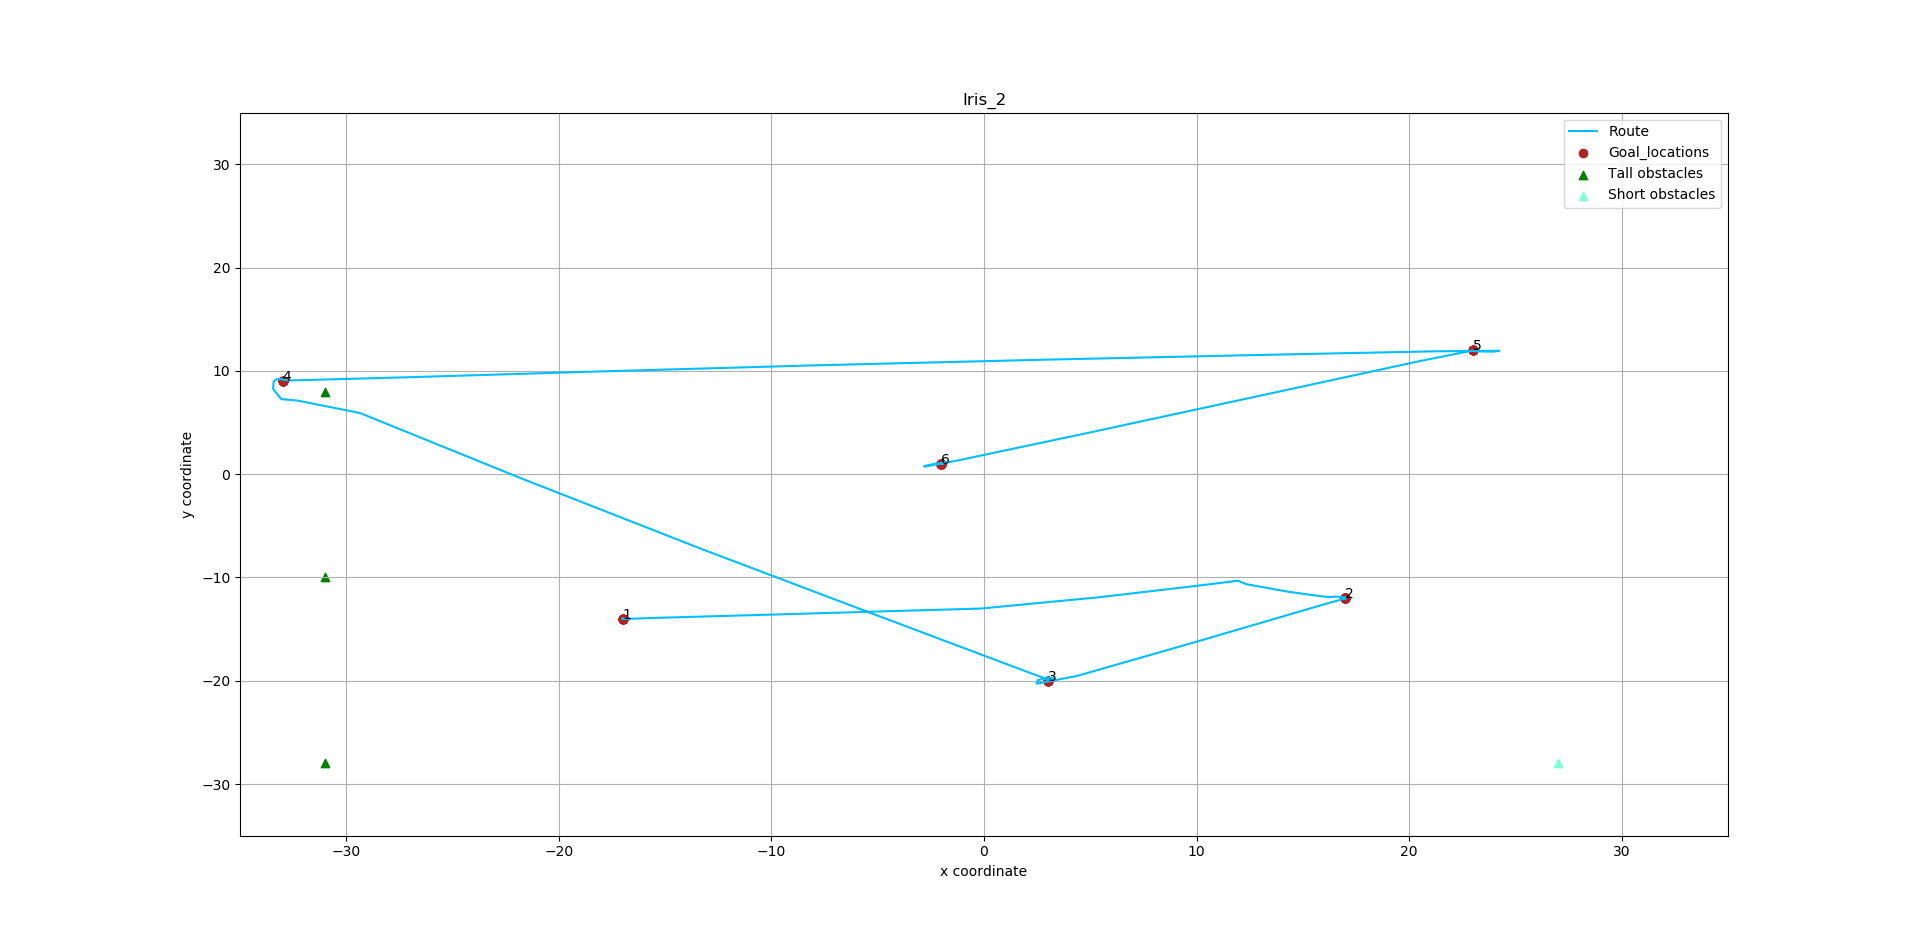 Iris_2
Route
Goal_locations
Tall obstacles
Short obstacles
30
20
10
0
−10
−20
−30
y coordinate
4
5
6
1
2
3
−30
−20
−10
0
10
20
30
x coordinate